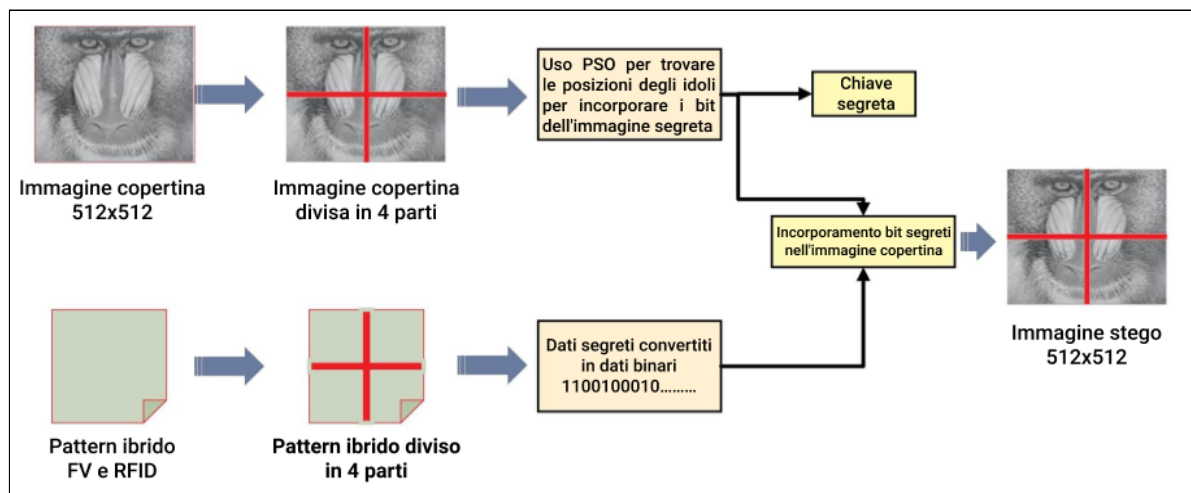 Immagine copertina
512x512
Immagine copertina
divisa in 4 parti
Uso PSO per trovare
le posizioni degli idoli
per incorporare i bit
dell'immagine segreta
Chiave
segreta
Incorporamento bit segreti
nell'immagine copertina
Immagine stego
512x512
Pattern ibrido
FV e RFID
Pattern ibrido diviso
in 4 parti
Dati segreti convertiti
in dati binari
1100100010.........